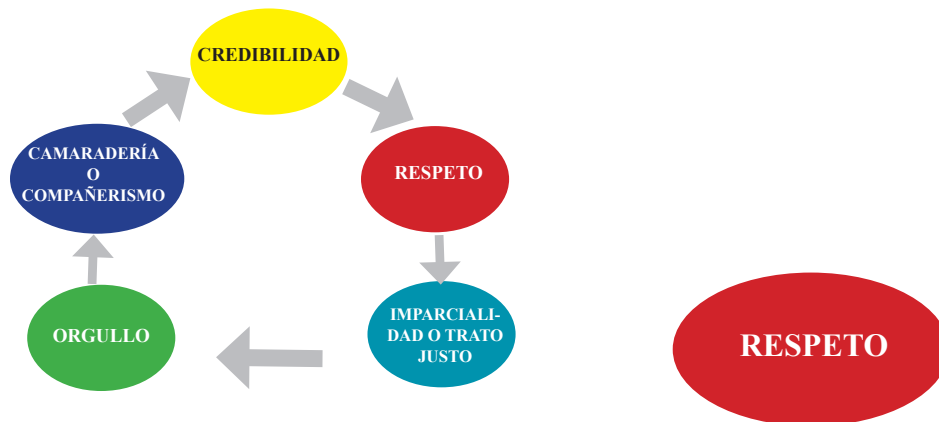 CREDIBILIDAD
CAMARADERÍA
O
COMPAÑERISMO
RESPETO
ORGULLO
IMPARCIALI-
DAD O TRATO
JUSTO
RESPETO